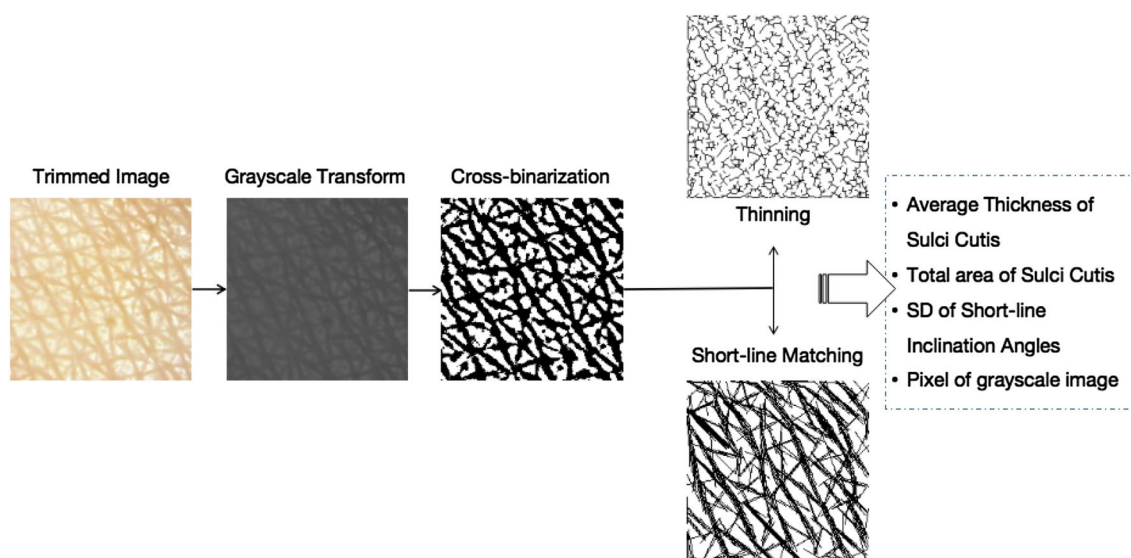 Trimmed Image
Grayscale Transform
Cross-binarization
Thinning
Short-line Matching
• Average Thickness of
Sulci Cutis
• Total area of Sulci Cutis
• SD of Short-line
Inclination Angles
• Pixel of grayscale image